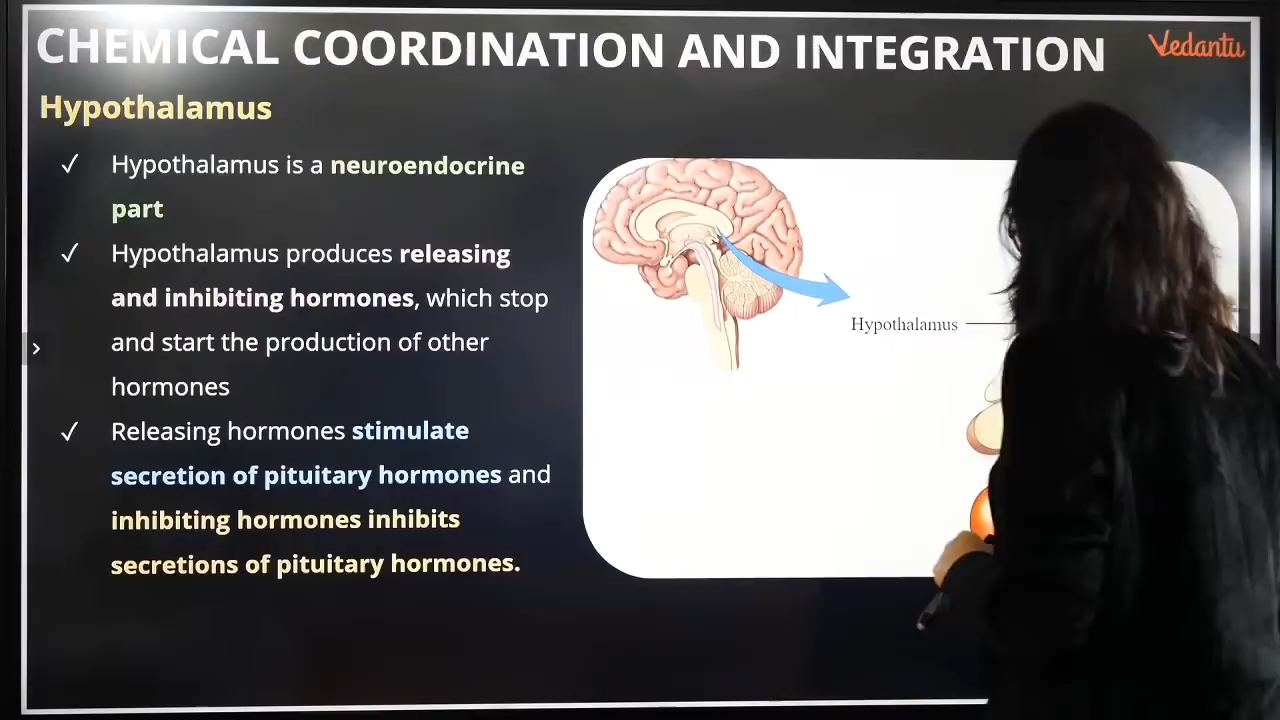 CHEMICAL COORDINATION AND INTEGRATION
Vedantu
Hypothalamus
✓ Hypothalamus is a neuroendocrine
part
✓ Hypothalamus produces releasing
and inhibiting hormones, which stop
and start the production of other
hormones
✓ Releasing hormones stimulate
secretion of pituitary hormones and
inhibiting hormones inhibits
secretions of pituitary hormones.
Hypothalamus